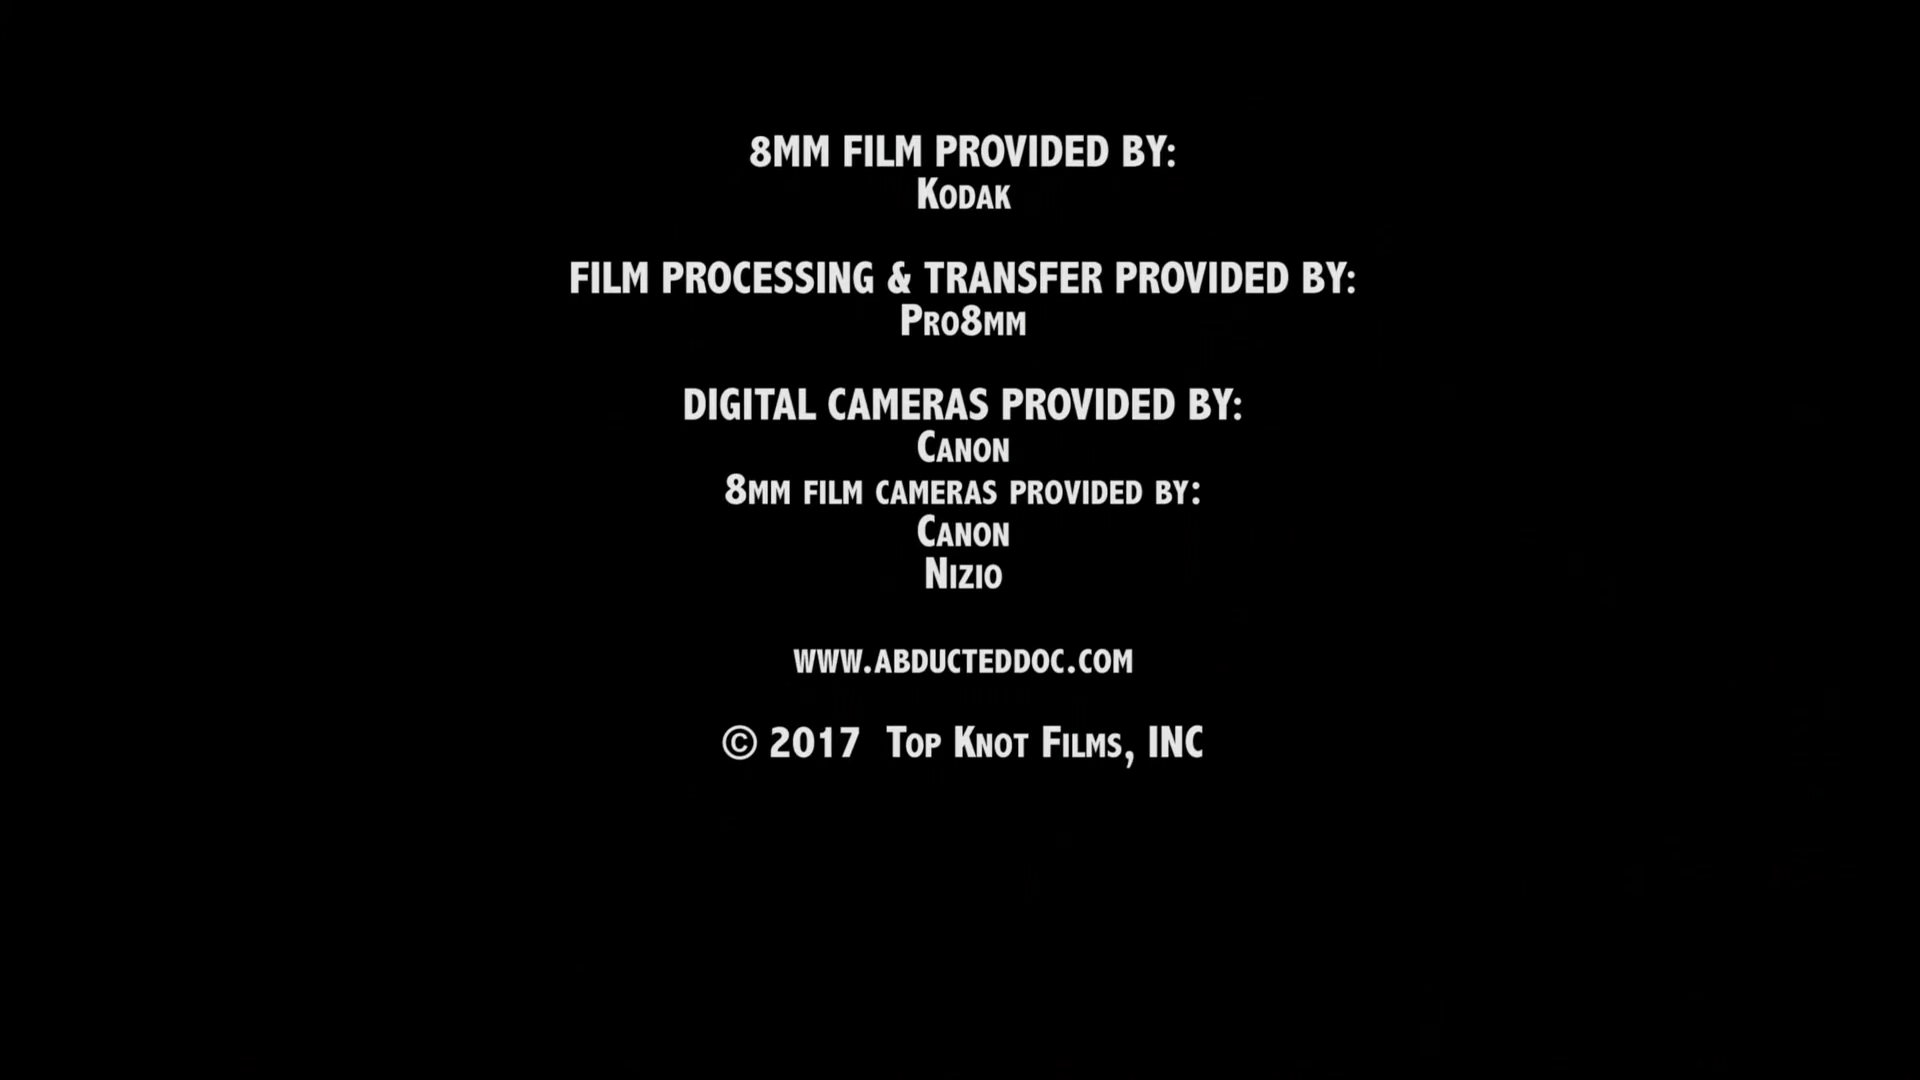 8MM FILM PROVIDED BY:
KODAK
FILM PROCESSING & TRANSFER PROVIDED BY:
PRO8MM
DIGITAL CAMERAS PROVIDED BY:
CANON
8MM FILM CAMERAS PROVIDED BY:
CANON
NIZIO
WWW.ABDUCTEDDOC.COM
© 2017 TOP KNOT FILMS, INC